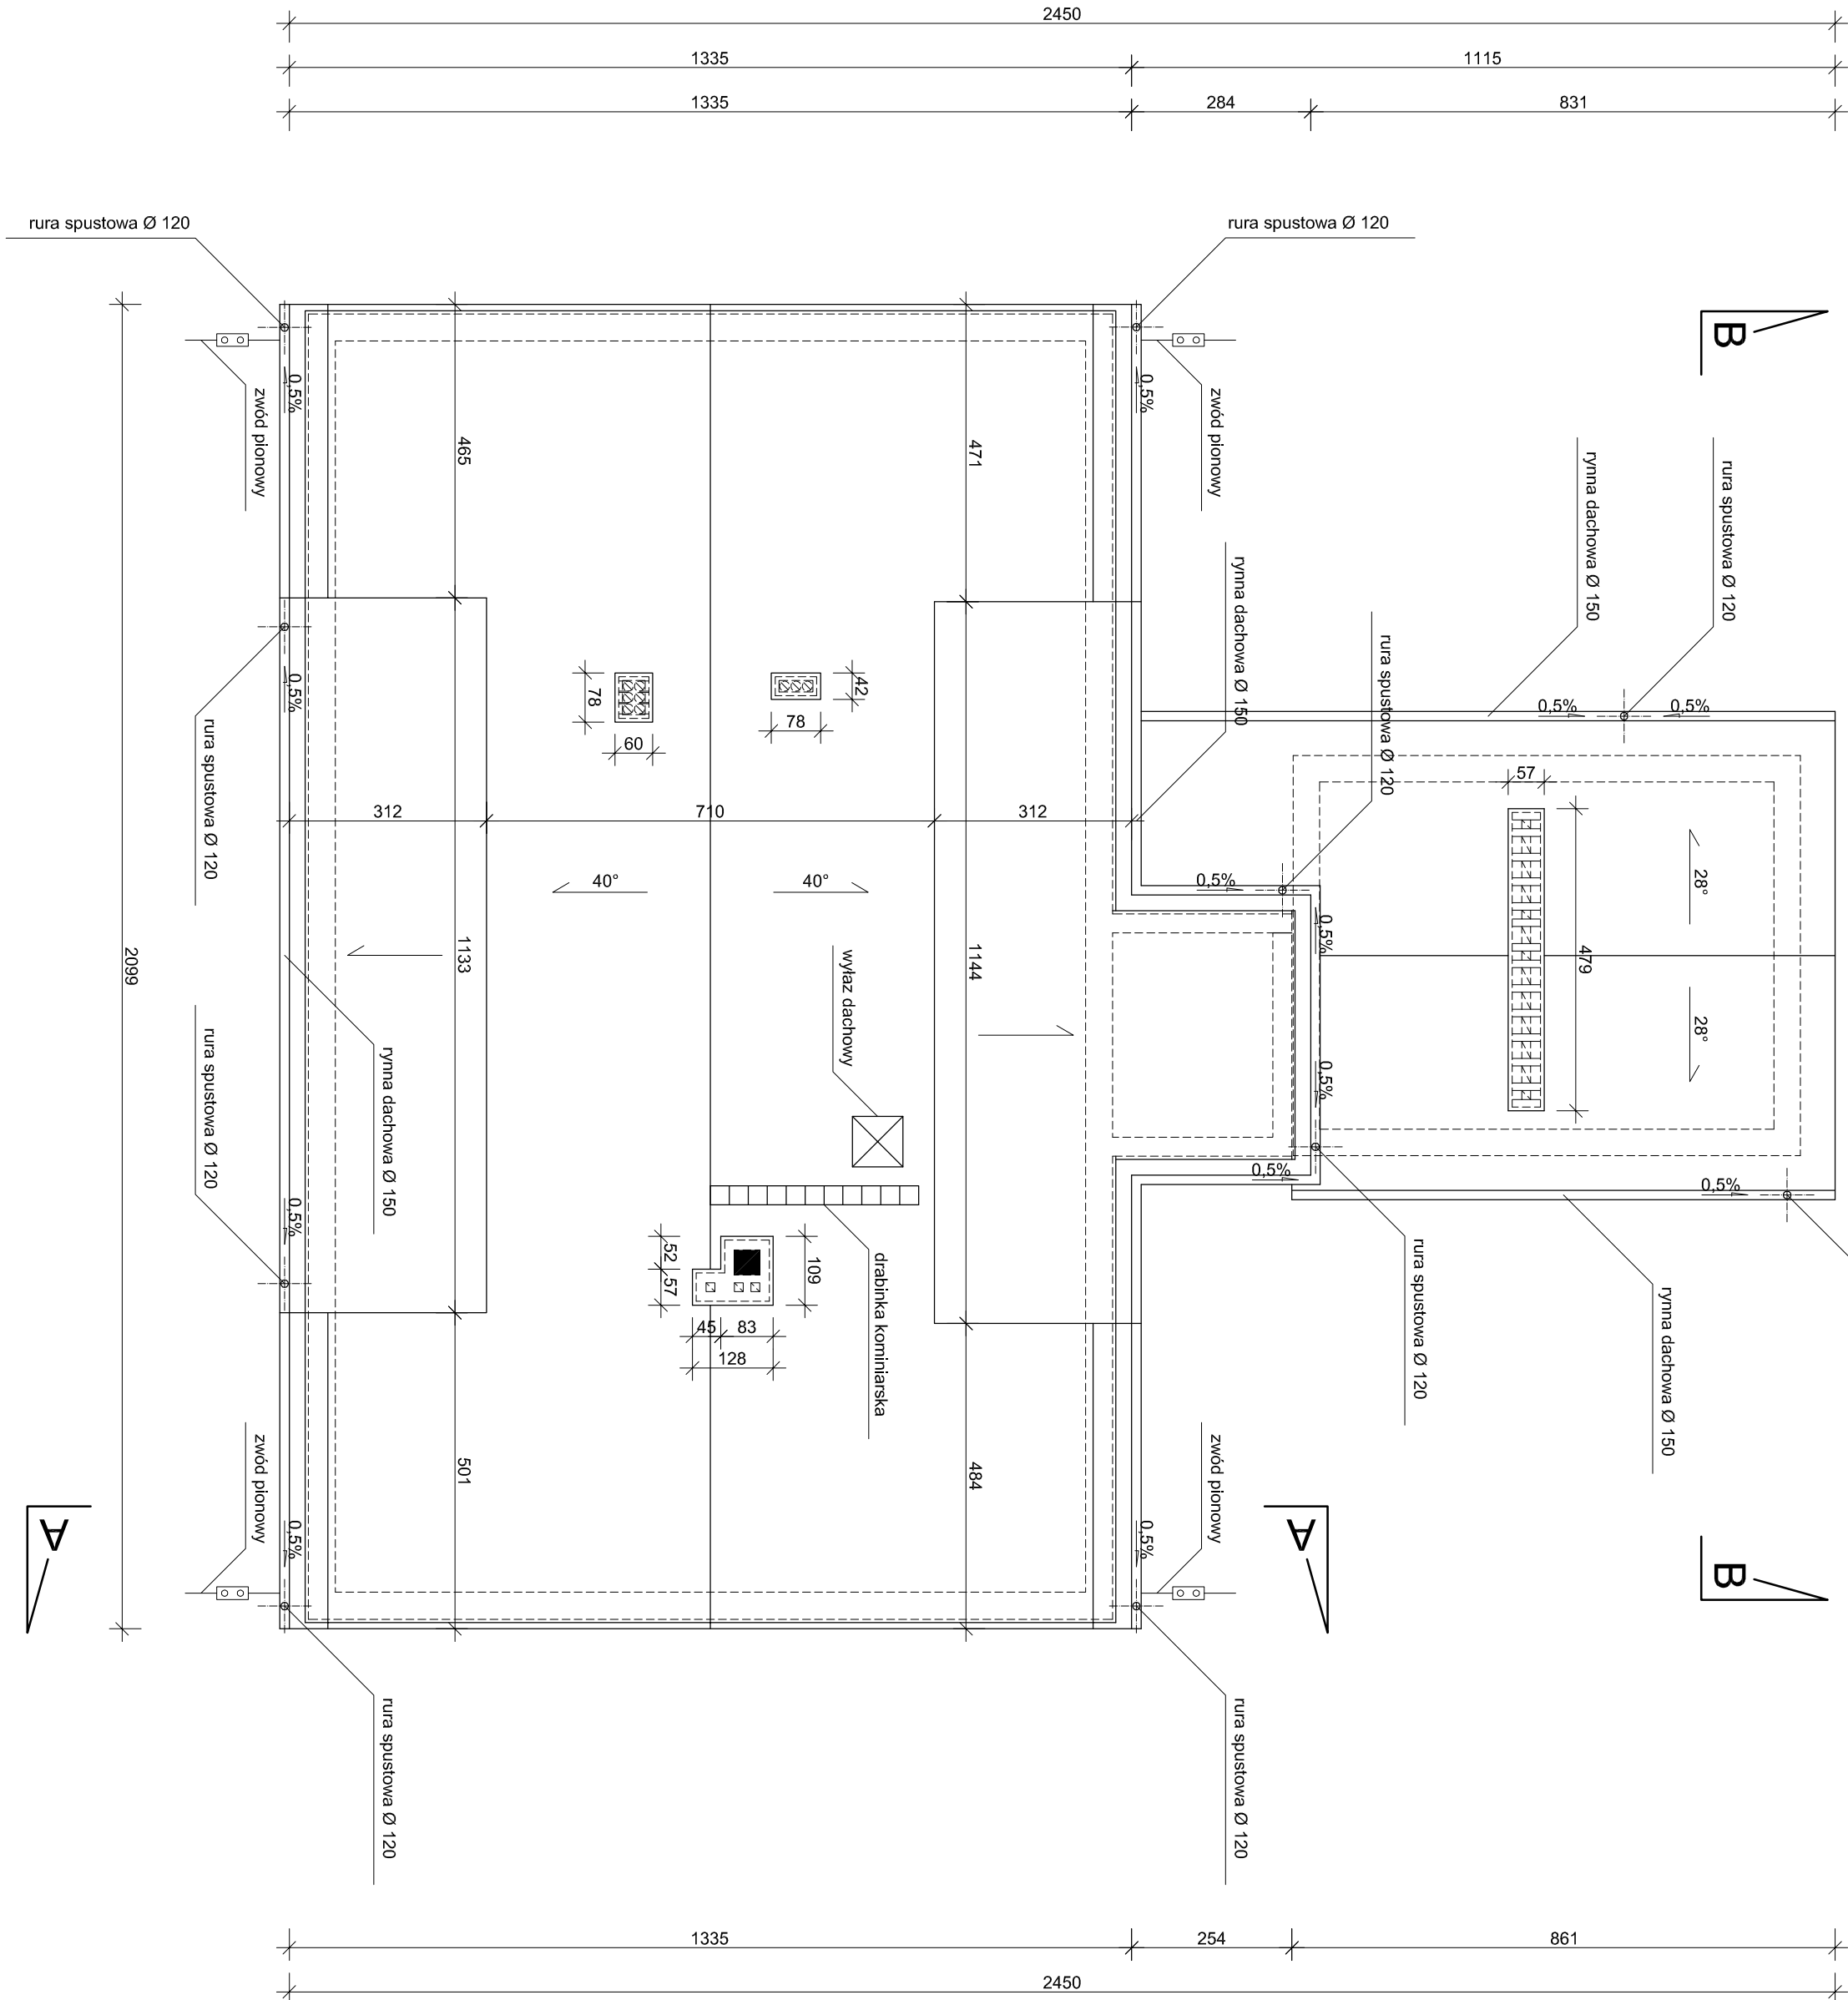 2450
1335
1115
1335
284
831
rura spustowa Ø 120
rura spustowa Ø 120
B
0,5%
0,5%
zwód pionowy
zwód pionowy
465
471
rynna dachowa Ø 150
rura spustowa Ø 120
rynna dachowa Ø 150
rura spustowa Ø 120
0,5%
78
60
42
78
0,5%
0,5%
rura spustowa Ø 120
57
312
710
312
40°
40°
0,5%
28°
0,5%
2099
1133
1144
wyłaz dachowy
479
28°
rura spustowa Ø 120
rynna dachowa Ø 150
0,5%
0,5%
0,5%
0,5%
52
57
109
45
83
128
drabinka kominiarska
rura spustowa Ø 120
rynna dachowa Ø 150
zwód pionowy
501
484
zwód pionowy
A
0,5%
0,5%
A
B
rura spustowa Ø 120
rura spustowa Ø 120
1335
254
861
2450